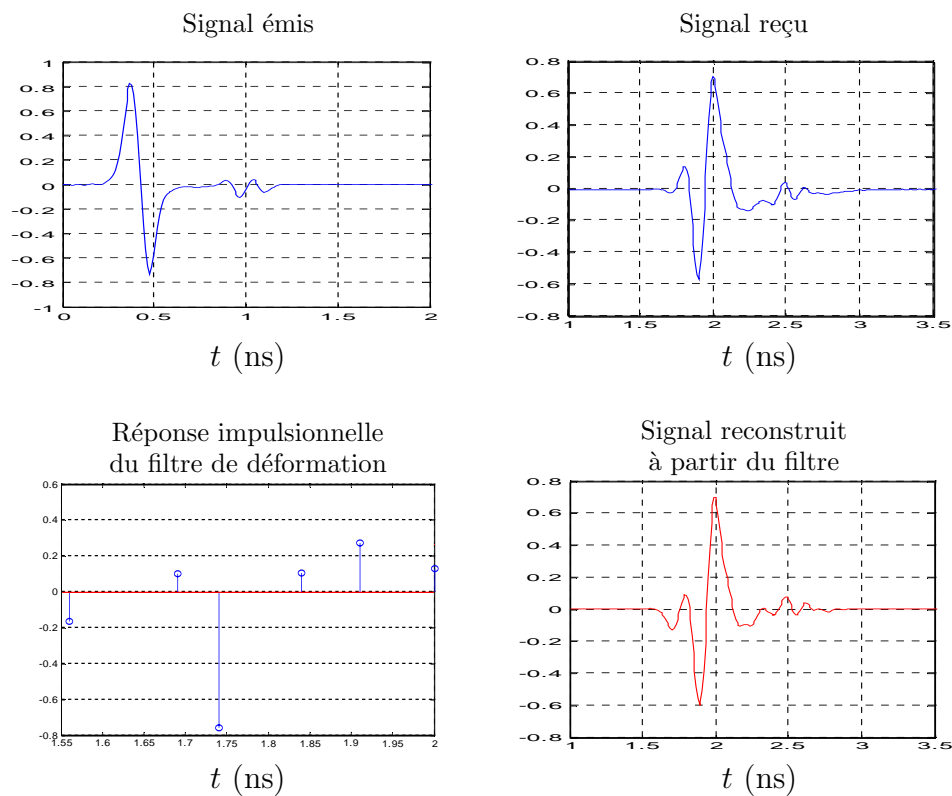 Signal émis
1
0.8
0.6
0.4
0.2
0
-0.2
-0.4
-0.6
-0.8
-1
0 0.5 1 1.5 2
t (ns)
Signal reçu
0.8
0.6
0.4
0.2
0
-0.2
-0.4
-0.6
-0.8
1 1.5 2 2.5 3 3.5
t (ns)
Réponse impulsionnelle
du filtre de déformation
0.6
0.4
0.2
0
-0.2
-0.4
-0.6
-0.8
1.55 1.6 1.65 1.7 1.75 1.8 1.85 1.9 1.95 2
t (ns)
Signal reconstruit
à partir du filtre
0.8
0.6
0.4
0.2
0
-0.2
-0.4
-0.6
-0.8
1 1.5 2 2.5 3 3.5
t (ns)